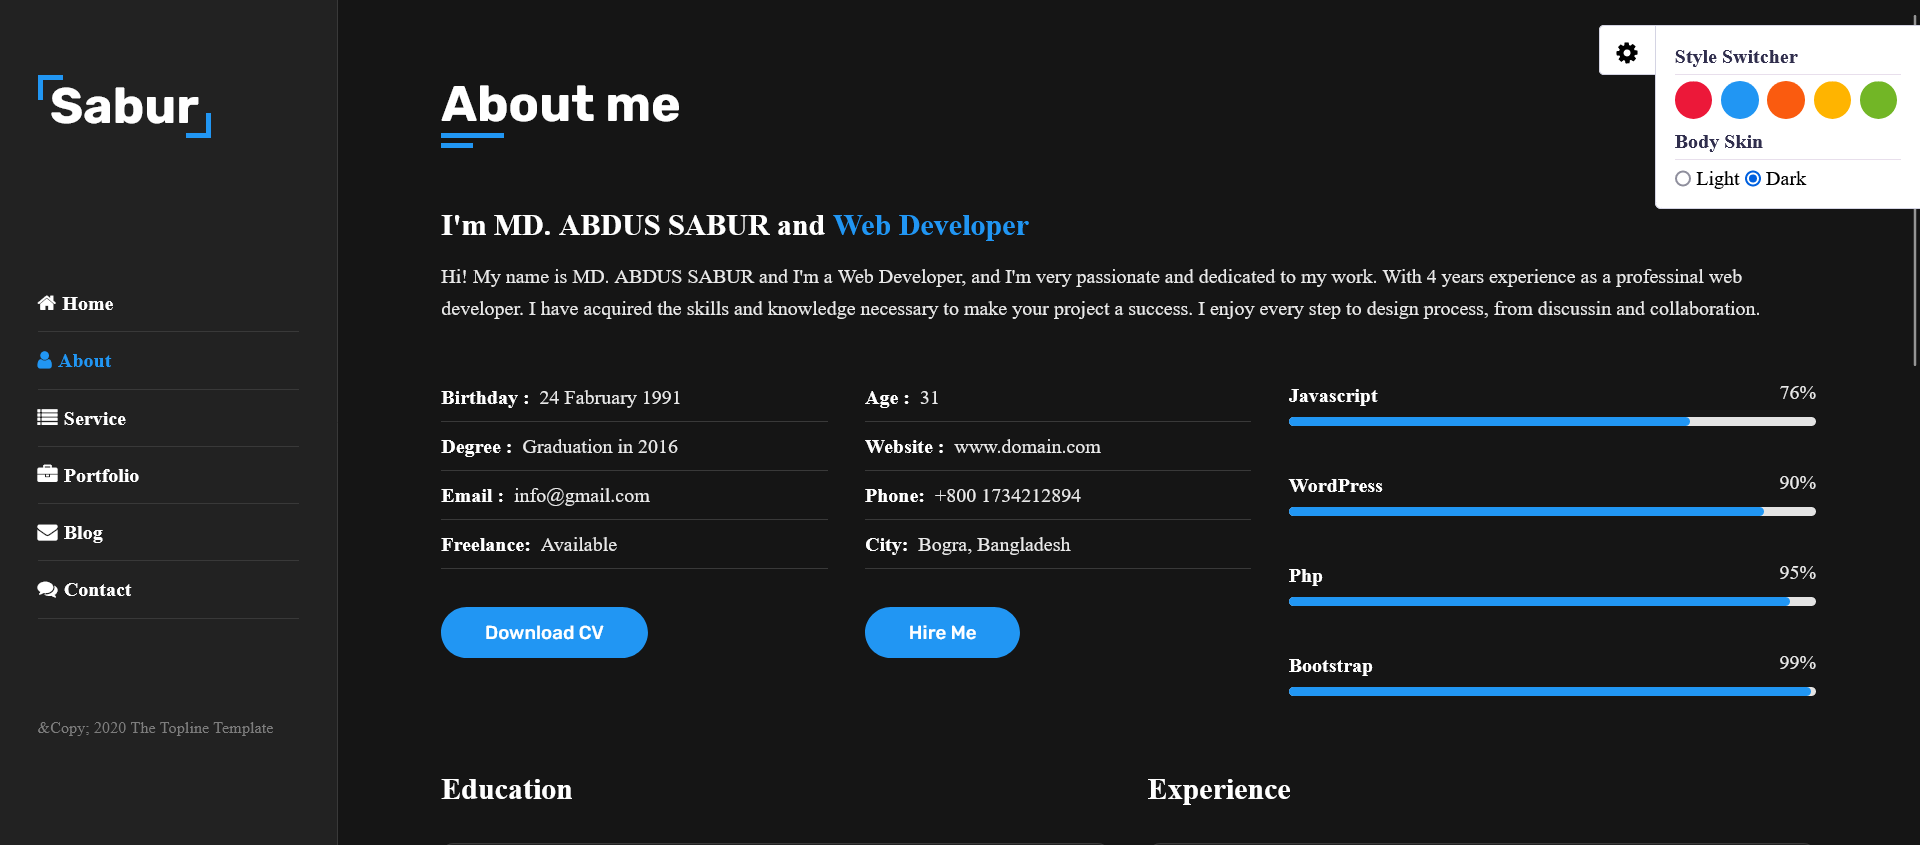 Sabur
Home
About
Service
Portfolio
Blog
Contact
&Copy; 2020 The Topline Template
About me
I'm MD. ABDUS SABUR and Web Developer
Hi! My name is MD. ABDUS SABUR and I'm a Web Developer, and I'm very passionate and dedicated to my work. With 4 years experience as a professinal web
developer. I have acquired the skills and knowledge necessary to make your project a success. I enjoy every step to design process, from discussin and collaboration.
Birthday : 24 Fabruary 1991
Degree : Graduation in 2016
Email : info@gmail.com
Freelance: Available
Download CV
Age : 31
Website : www.domain.com
Phone: +800 1734212894
City: Bogra, Bangladesh
Hire Me
Javascript 76%
WordPress 90%
Php 95%
Bootstrap 99%
Education
Experience
Style Switcher
Body Skin
Light Dark